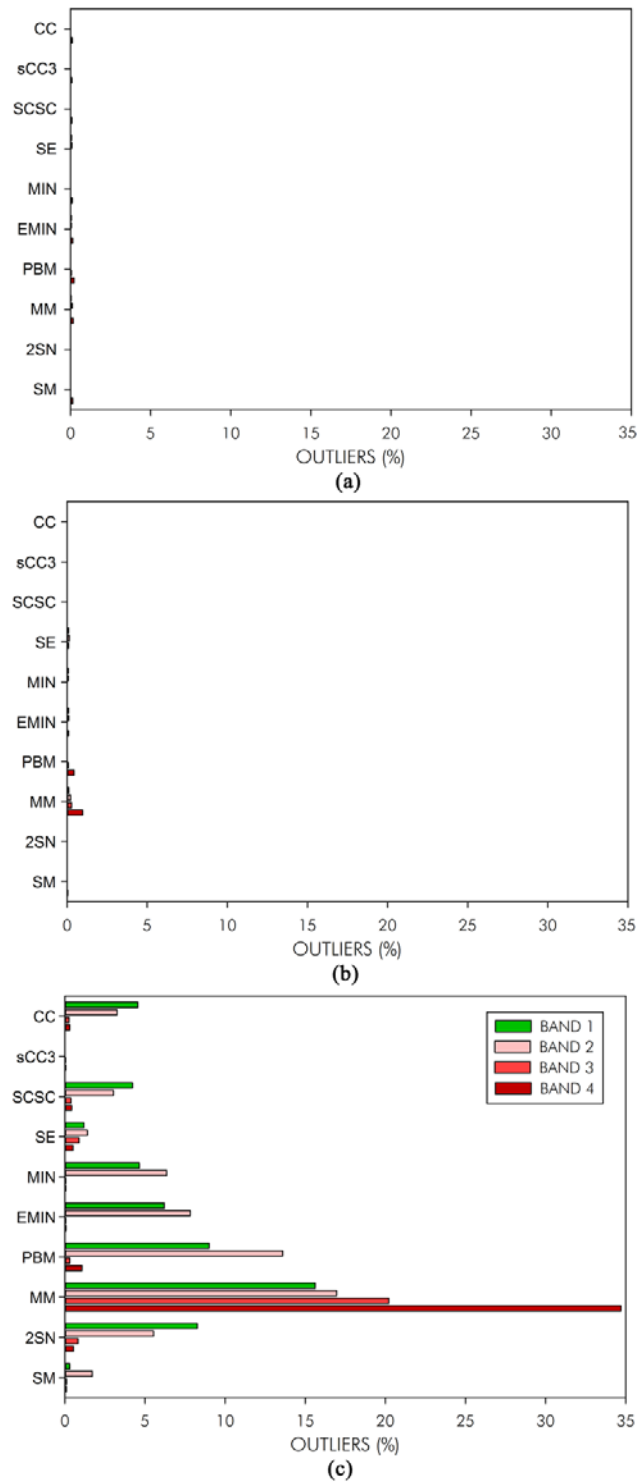 CC
sCC3
SCSC
SE
MIN
EMIN
PBM
MM
2SN
SM
0 5 10 15 20 25 30 35
OUTLIERS (%)
(a)
CC
sCC3
SCSC
SE
MIN
EMIN
PBM
MM
2SN
SM
0 5 10 15 20 25 30 35
OUTLIERS (%)
(b)
BAND 1
BAND 2
BAND 3
BAND 4
CC
sCC3
SCSC
SE
MIN
EMIN
PBM
MM
2SN
SM
0 5 10 15 20 25 30 35
OUTLIERS (%)
(c)